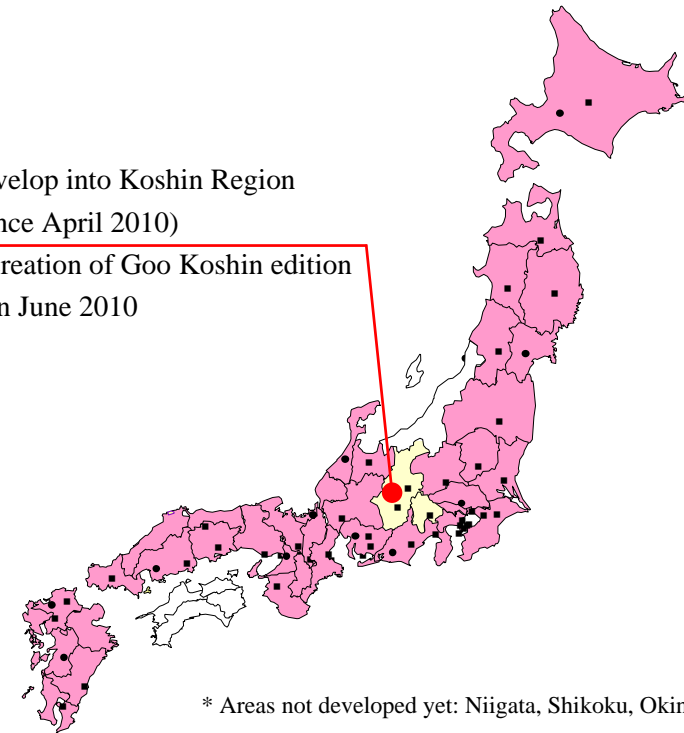 velop into Koshin Region
nce April 2010)
reation of Goo Koshin edition
n June 2010
* Areas not developed yet: Niigata, Shikoku, Okin